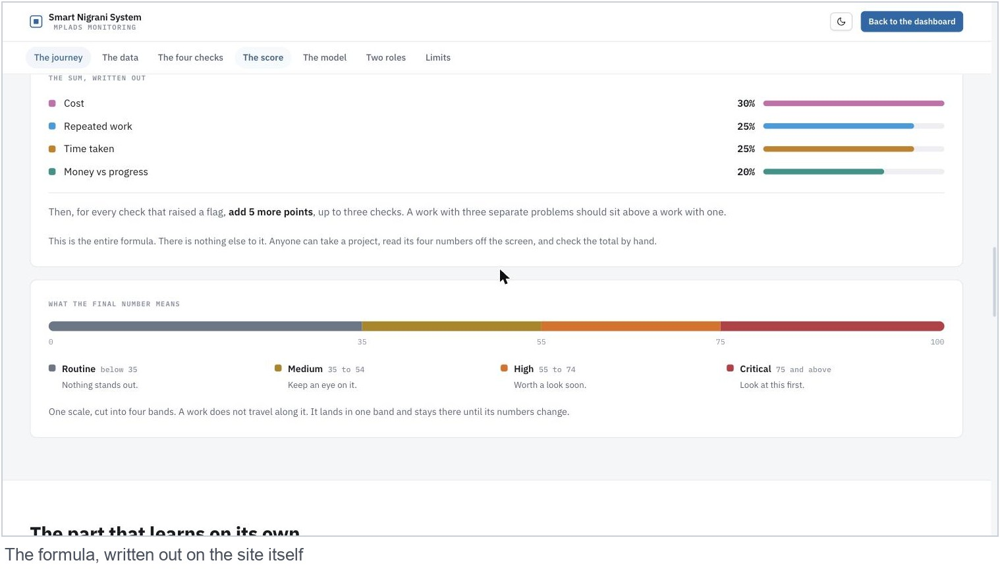 Smart Nigrani System
MPLADS MONITORING
Back to the dashboard
The journey
The data
The four checks
The score
The model
Two roles
Limits
THE SUM, WRITTEN OUT
Cost 30%
Repeated work 25%
Time taken 25%
Money vs progress 20%
Then, for every check that raised a flag, add 5 more points, up to three checks. A work with three separate problems should sit above a work with one.
This is the entire formula. There is nothing else to it. Anyone can take a project, read its four numbers off the screen, and check the total by hand.
WHAT THE FINAL NUMBER MEANS
0 35 55 75 100
Routine below 35
Nothing stands out.
Medium 35 to 54
Keep an eye on it.
High 55 to 74
Worth a look soon.
Critical 75 and above
Look at this first.
One scale, cut into four bands. A work does not travel along it. It lands in one band and stays there until its numbers change.
The part that learns on its own
The formula, written out on the site itself